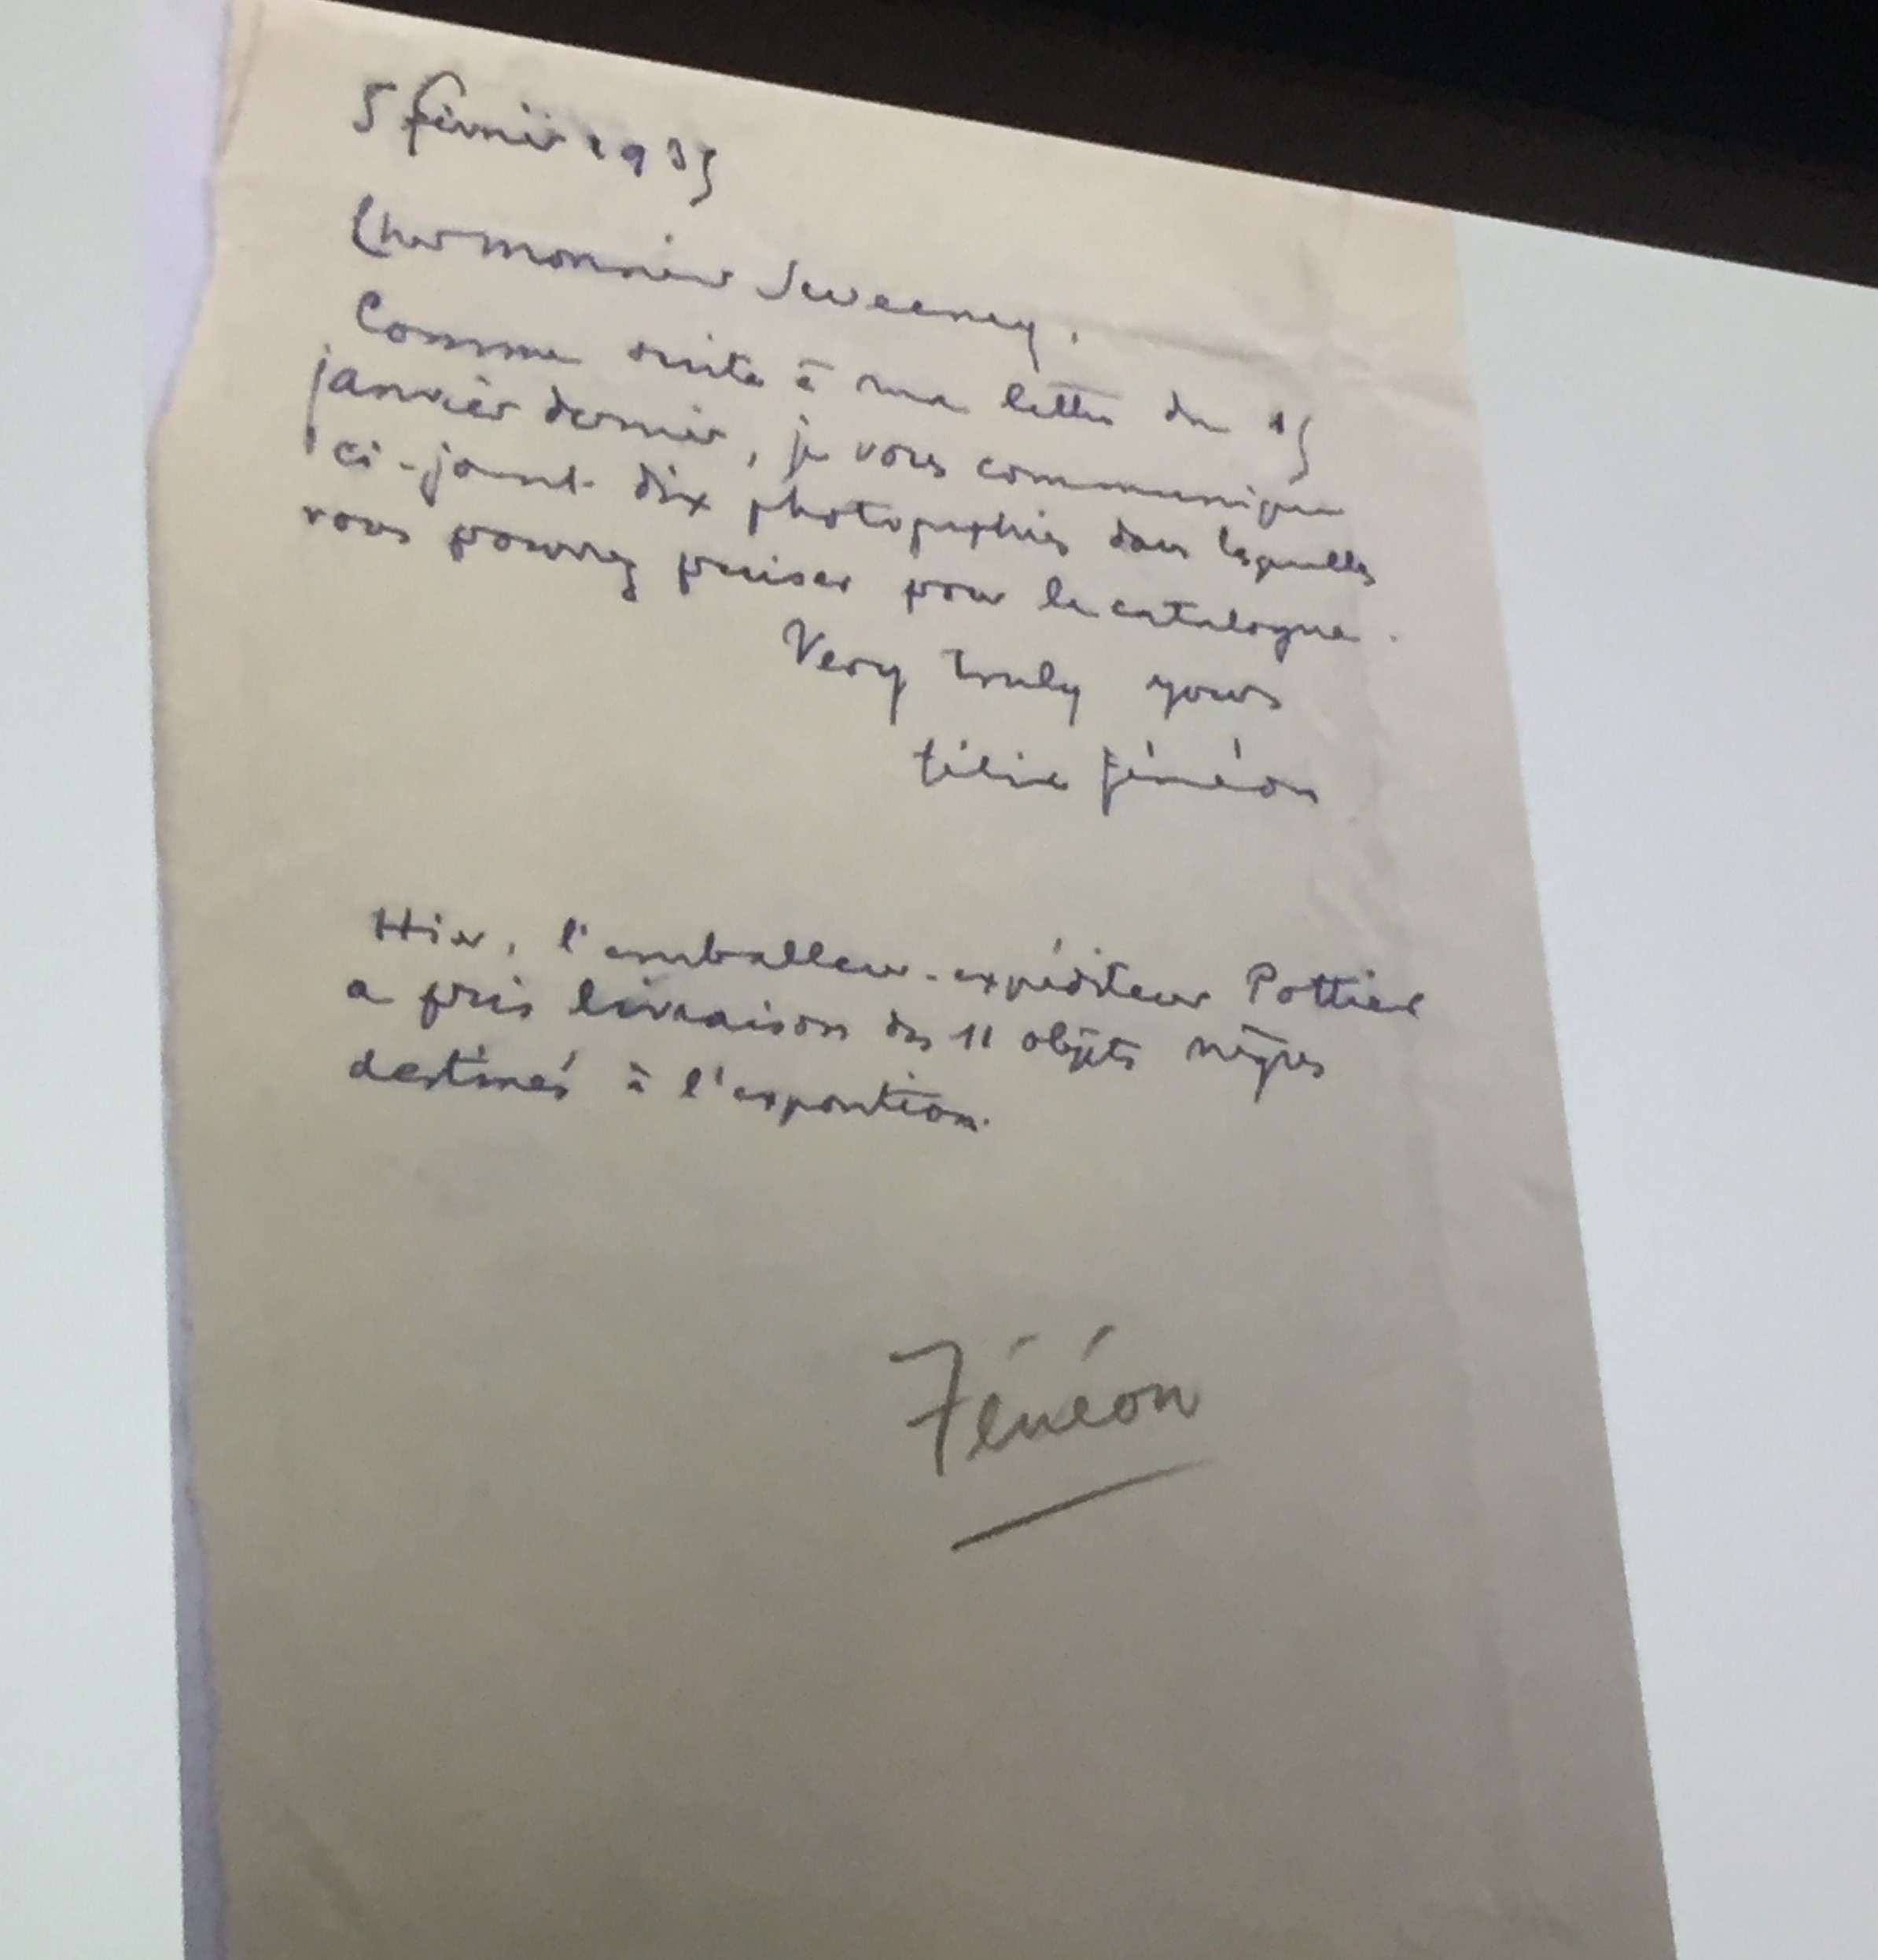 5 février 1935
Cher monsieur Sweeney,
Comme suite à ma lettre du 15
janvier dernier, je vous communique
ci-joint dix photographies dans lesquelles
vous pourrez puiser pour le catalogue.
Very truly yours
félix fénéon
Hier, l'emballeur-expéditeur Pottier
a pris livraison des 11 objets nègres
destinés à l'exposition.
Fénéon